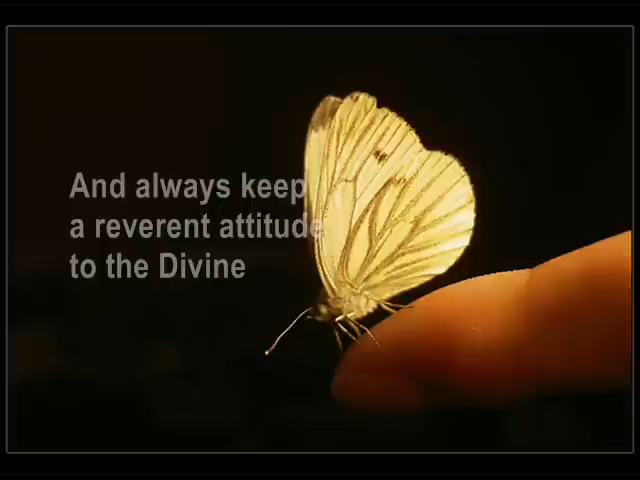 And always keep
a reverent attitude
to the Divine